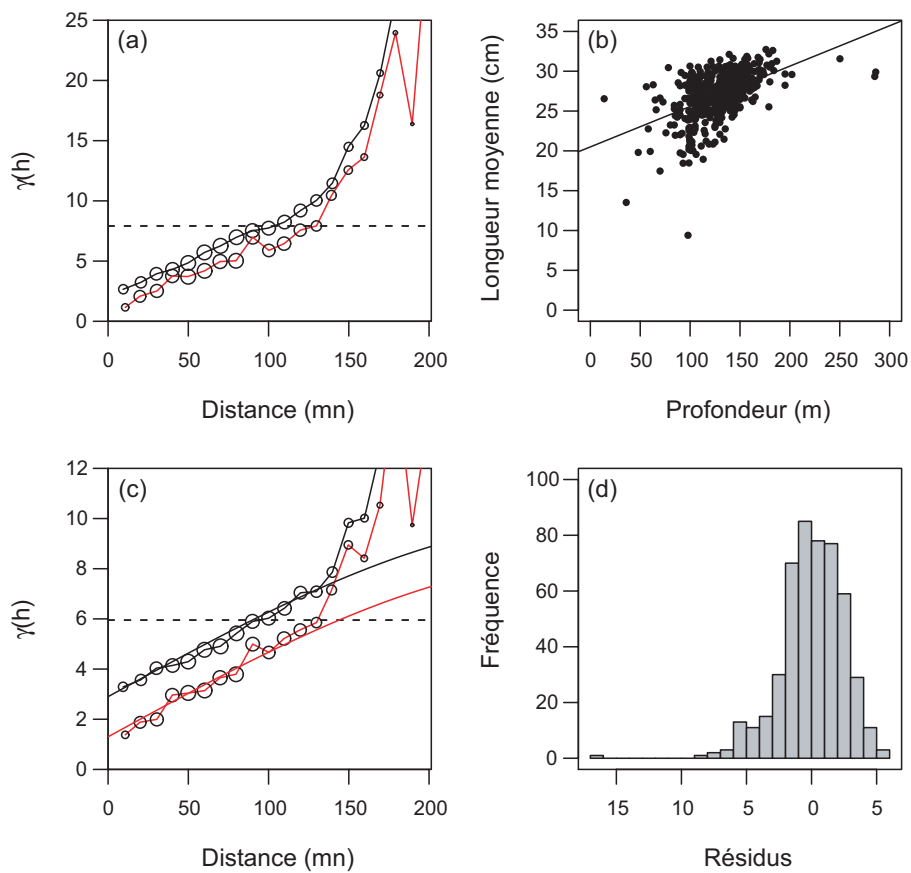 (a)
γ(h)
25
20
15
10
5
0
0 50 100 150 200
Distance (mn)
(b)
Longueur moyenne (cm)
35
30
25
20
15
10
5
0
0 50 100 150 200 250 300
Profondeur (m)
(c)
γ(h)
12
10
8
6
4
2
0
0 50 100 150 200
Distance (mn)
(d)
Fréquence
100
80
60
40
20
0
15 10 5 0 5
Résidus